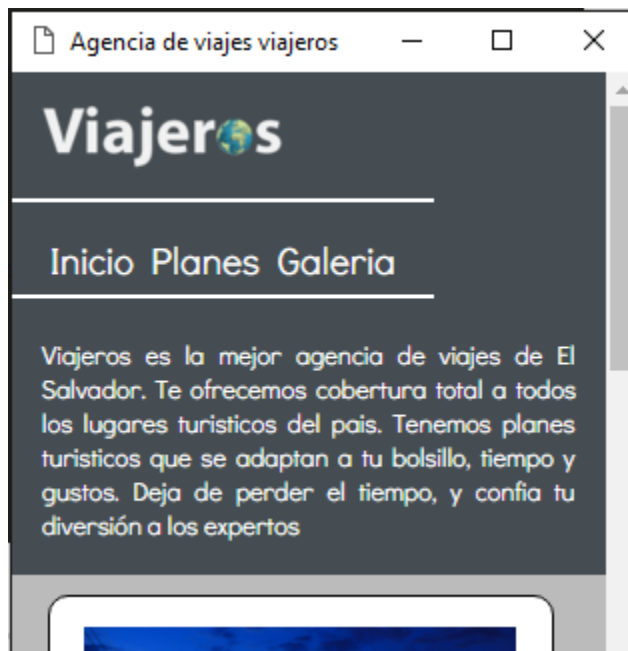 Agencia de viajes viajeros
Viajeros
Inicio Planes Galeria
Viajeros es la mejor agencia de viajes de El
Salvador. Te ofrecemos cobertura total a todos
los lugares turisticos del pais. Tenemos planes
turisticos que se adaptan a tu bolsillo, tiempo y
gustos. Deja de perder el tiempo, y confia tu
diversión a los expertos